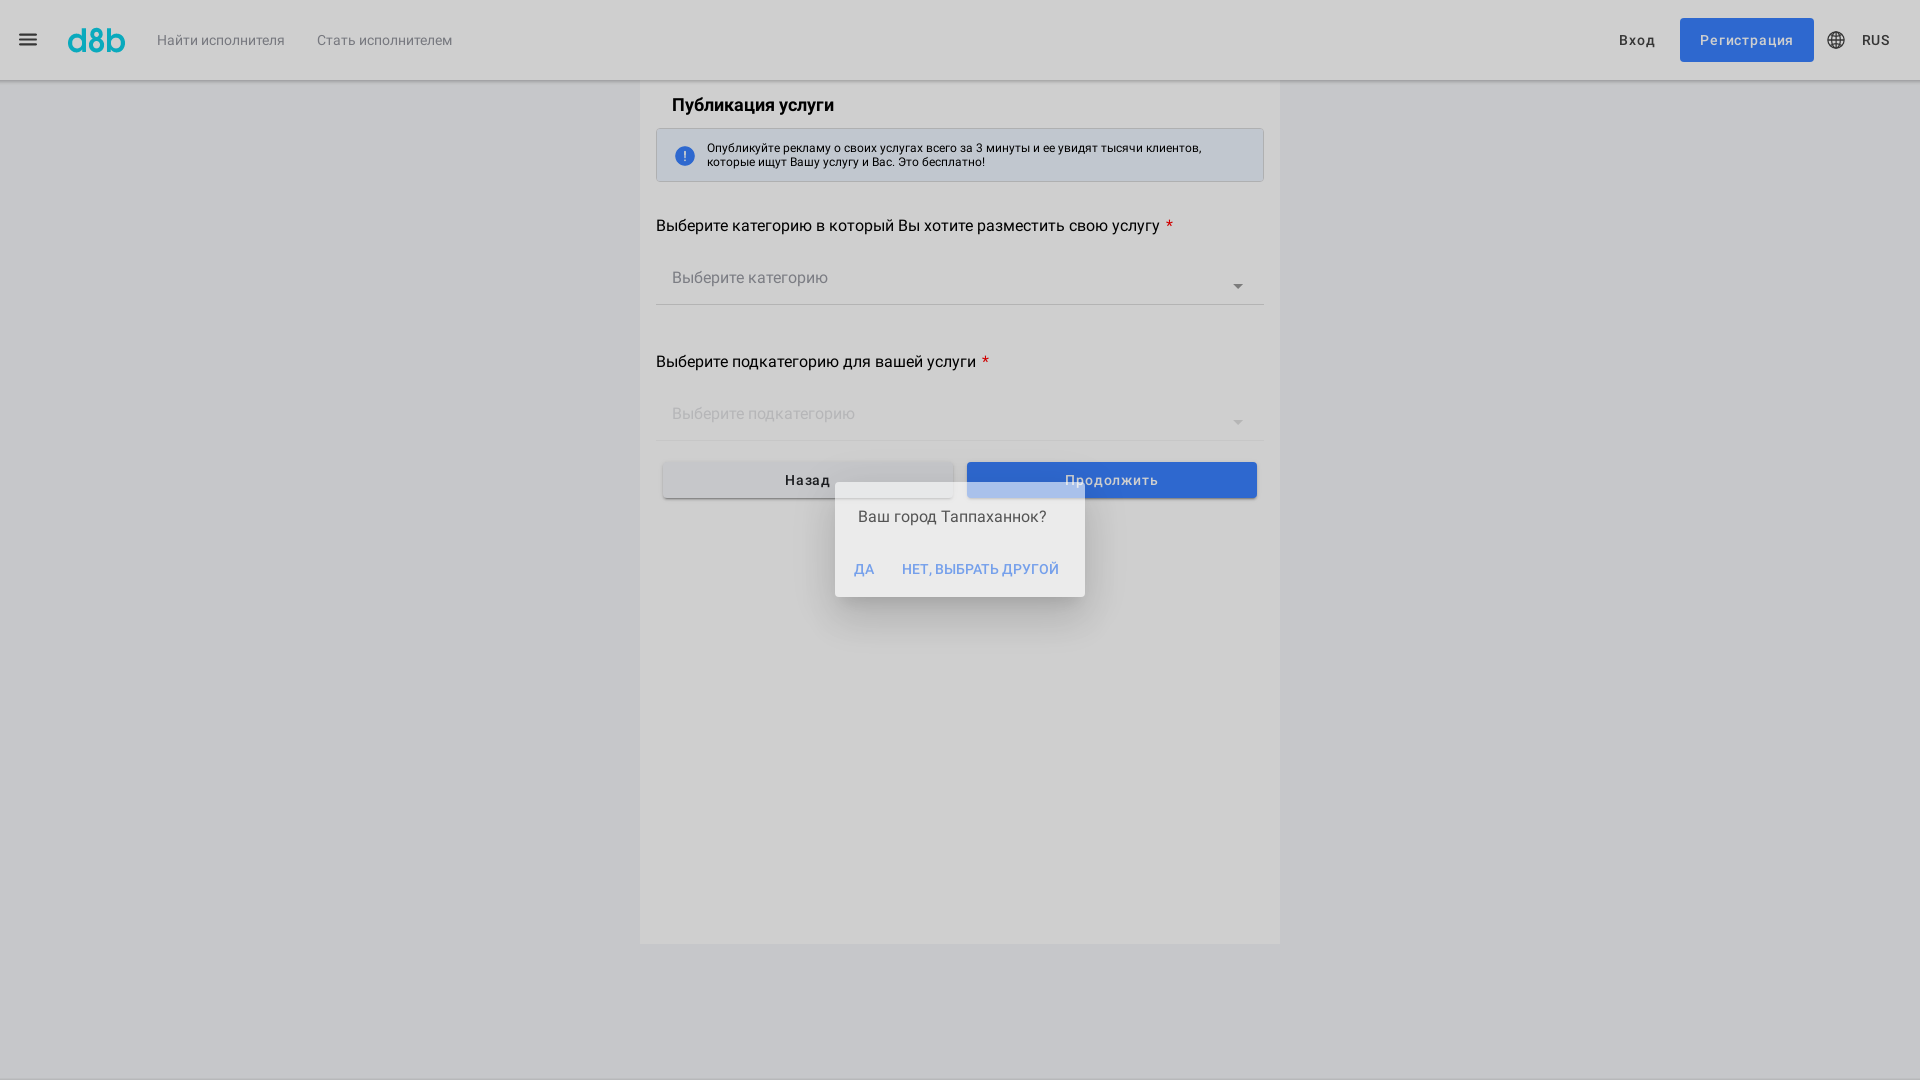 d8b
Найти исполнителя
Стать исполнителем
Вход
Регистрация
RUS
Публикация услуги
Опубликуйте рекламу о своих услугах всего за 3 минуты и ее увидят тысячи клиентов,
которые ищут Вашу услугу и Вас. Это бесплатно!
Выберите категорию в который Вы хотите разместить свою услугу *
Выберите категорию
Выберите подкатегорию для вашей услуги *
Выберите подкатегорию
Назад
Продолжить
Ваш город Таппаханнок?
ДА
НЕТ, ВЫБРАТЬ ДРУГОЙ